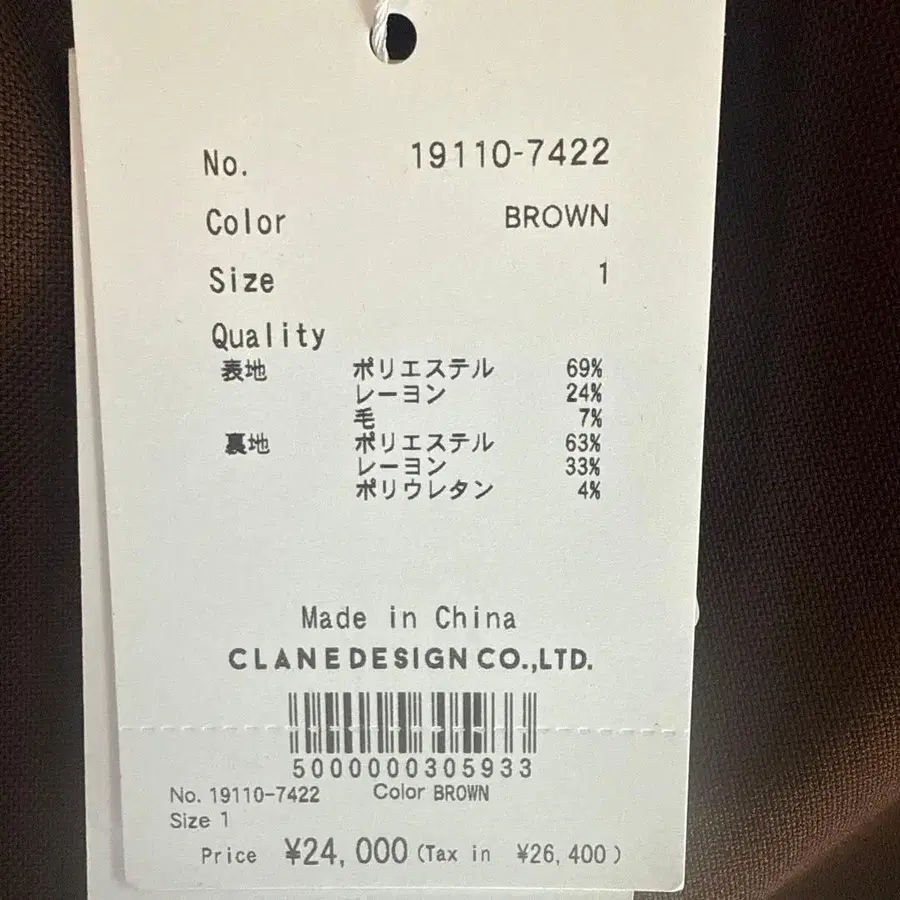 No. 19110-7422
Color BROWN
Size 1
Quality
表地 ポリエステル 69%
レーヨン 24%
毛 7%
裏地 ポリエステル 63%
レーヨン 33%
ポリウレタン 4%
Made in China
CLANE DESIGN CO.,LTD.
5000000305933
No. 19110-7422 Color BROWN
Size 1
Price ¥24,000 (Tax in ¥26,400)